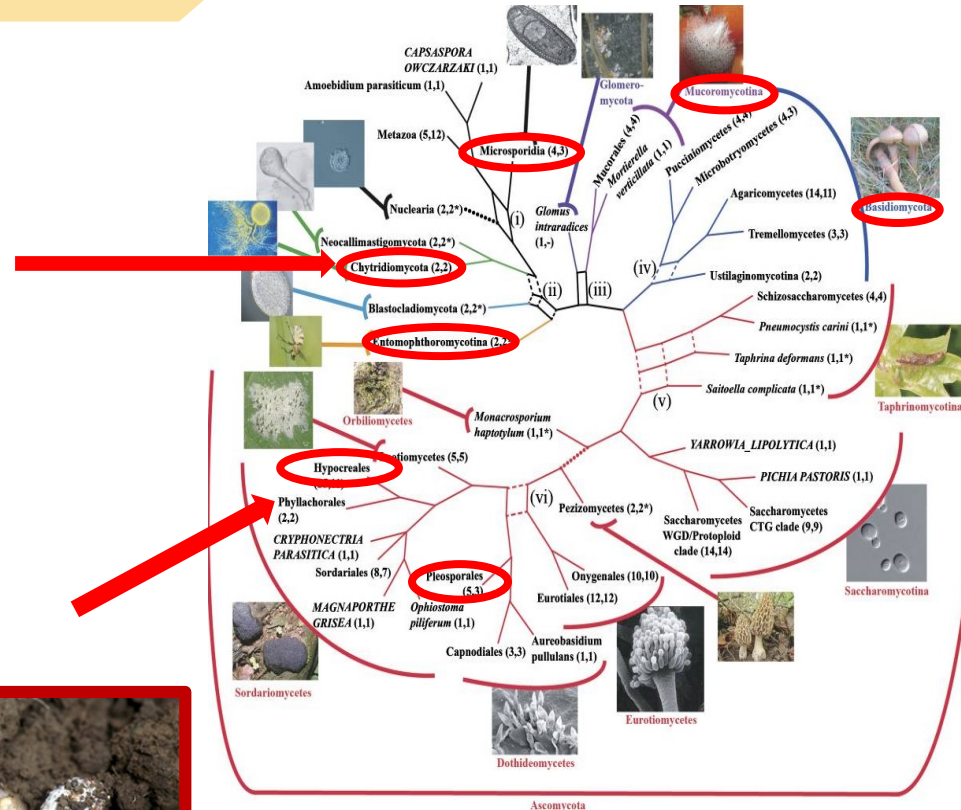 CAPSASPORA
OWCZARZAKI (1,1)
Amoebidium parasiticum (1,1)
Metazoa (5,12)
Microsporidia (4,3)
Glomero-
mycota
Mucoromycotina
Nuclearia (2,2*)
(i)
Glomus
intraradices
(1,-)
Mucorales (4,4)
Mortierella
verticillata (1,1)
Pucciniomycetes (4,4)
Microbotryomycetes (4,3)
Agaricomycetes (14,11)
Basidiomycota
Tremellomycetes (3,3)
Neocallimastigomycota (2,2*)
Chytridiomycota (2,2)
(ii)
(iii)
(iv)
Ustilaginomycotina (2,2)
Blastocladiomycota (2,2*)
Entomophthoromycotina (2,2
Schizosaccharomycetes (4,4)
Pneumocystis carini (1,1*)
Taphrina deformans (1,1*)
Saitoella complicata (1,1*)
Taphrinomycotina
(v)
Orbiliomycetes
Monacrosporium
haptotylum (1,1*)
YARROWIA_LIPOLYTICA (1,1)
PICHIA PASTORIS (1,1)
Saccharomycetes
CTG clade (9,9)
Saccharomycetes
WGD/Protoploid
clade (14,14)
Saccharomycotina
(5,5)
Hypocreales
Phyllachorales
(2,2)
(vi)
Pezizomycetes (2,2*)
CRYPHONECTRIA
PARASITICA (1,1)
Sordariales (8,7)
MAGNAPORTHE
GRISEA (1,1)
Pleosporales
(5,3)
Ophiostoma
piliferum (1,1)
Onygenales (10,10)
Eurotiales (12,12)
Capnodiales (3,3)
Aureobasidium
pullulans (1,1)
Sordariomycetes
Eurotiomycetes
Dothideomycetes
Ascomycota